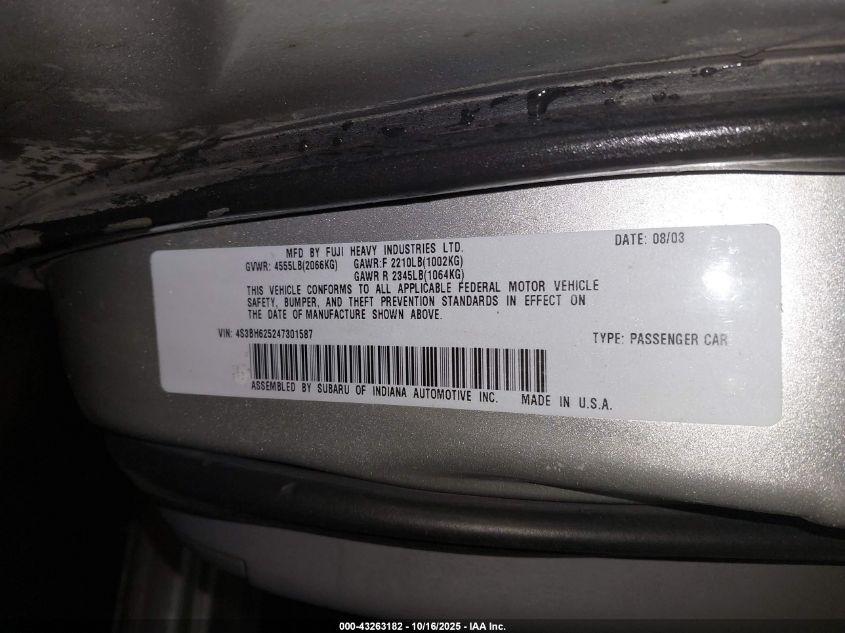 MFD BY FUJI HEAVY INDUSTRIES LTD.
DATE: 08/03
GVWR: 4555LB(2066KG) GAWR:F 2210LB(1002KG)
GAWR R 2345LB(1064KG)
THIS VEHICLE CONFORMS TO ALL APPLICABLE FEDERAL MOTOR VEHICLE
SAFETY, BUMPER, AND THEFT PREVENTION STANDARDS IN EFFECT ON
THE DATE OF MANUFACTURE SHOWN ABOVE.
VIN: 4S3BH625247301587
TYPE: PASSENGER CAR
ASSEMBLED BY SUBARU OF INDIANA AUTOMOTIVE INC. MADE IN U.S.A.
000-43263182 - 10/16/2025 - IAA Inc.